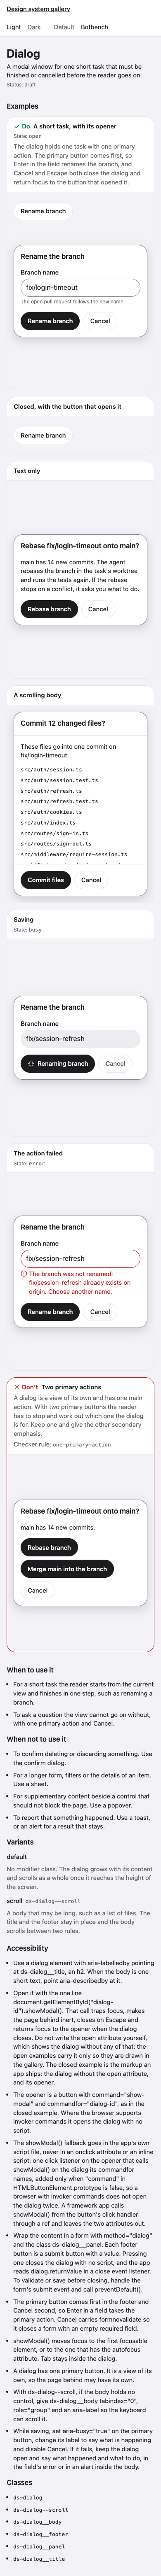 Design system gallery
Light Dark Default Botbench
Dialog
A modal window for one short task that must be
finished or cancelled before the reader goes on.
Status: draft
Examples
Do A short task, with its opener
State: open
The dialog holds one task with one primary
action. The primary button comes first, so
Enter in the field renames the branch, and
Cancel and Escape both close the dialog and
return focus to the button that opened it.
Rename branch
Rename the branch
Branch name
fix/login-timeout
The open pull request follows the new name.
Rename branch Cancel
Closed, with the button that opens it
Rename branch
Text only
Rebase fix/login-timeout onto main?
main has 14 new commits. The agent
rebases the branch in the task's worktree
and runs the tests again. If the rebase
stops on a conflict, it asks you what to do.
Rebase branch Cancel
A scrolling body
Commit 12 changed files?
These files go into one commit on
fix/login-timeout.
src/auth/session.ts
src/auth/session.test.ts
src/auth/refresh.ts
src/auth/refresh.test.ts
src/auth/cookies.ts
src/auth/index.ts
src/routes/sign-in.ts
src/routes/sign-out.ts
src/middleware/require-session.ts
Commit files Cancel
Saving
State: busy
Rename the branch
Branch name
fix/session-refresh
Renaming branch Cancel
The action failed
State: error
Rename the branch
Branch name
fix/session-refresh
The branch was not renamed:
fix/session-refresh already exists on
origin. Choose another name.
Rename branch Cancel
Don't Two primary actions
A dialog is a view of its own and has one main
action. With two primary buttons the reader
has to stop and work out which one the dialog
is for. Keep one and give the other secondary
emphasis.
Checker rule: one-primary-action
Rebase fix/login-timeout onto main?
main has 14 new commits.
Rebase branch
Merge main into the branch
Cancel
When to use it
For a short task the reader starts from the current
view and finishes in one step, such as renaming a
branch.
To ask a question the view cannot go on without,
with one primary action and Cancel.
When not to use it
To confirm deleting or discarding something. Use
the confirm dialog.
For a longer form, filters or the details of an item.
Use a sheet.
For supplementary content beside a control that
should not block the page. Use a popover.
To report that something happened. Use a toast,
or an alert for a result that stays.
Variants
default
No modifier class. The dialog grows with its content
and scrolls as a whole once it reaches the height of
the screen.
scroll ds-dialog--scroll
A body that may be long, such as a list of files. The
title and the footer stay in place and the body
scrolls between two rules.
Accessibility
Use a dialog element with aria-labelledby pointing
at ds-dialog__title, an h2. When the body is one
short text, point aria-describedby at it.
Open it with the one line
document.getElementById("dialog-
id").showModal(). That call traps focus, makes
the page behind inert, closes on Escape and
returns focus to the opener when the dialog
closes. Do not write the open attribute yourself,
which shows the dialog without any of that: the
open examples carry it only so they are drawn in
the gallery. The closed example is the markup an
app ships: the dialog without the open attribute,
and its opener.
The opener is a button with command="show-
modal" and commandfor="dialog-id", as in the
closed example. Where the browser supports
invoker commands it opens the dialog with no
script.
The showModal() fallback goes in the app's own
script file, never in an onclick attribute or an inline
script: one click listener on the opener that calls
showModal() on the dialog its commandfor
names, added only when "command" in
HTMLButtonElement.prototype is false, so a
browser with invoker commands does not open
the dialog twice. A framework app calls
showModal() from the button's click handler
through a ref and leaves the two attributes out.
Wrap the content in a form with method="dialog"
and the class ds-dialog__panel. Each footer
button is a submit button with a value. Pressing
one closes the dialog with no script, and the app
reads dialog.returnValue in a close event listener.
To validate or save before closing, handle the
form's submit event and call preventDefault().
The primary button comes first in the footer and
Cancel second, so Enter in a field takes the
primary action. Cancel carries formnovalidate so
it closes a form with an empty required field.
showModal() moves focus to the first focusable
element, or to the one that has the autofocus
attribute. Tab stays inside the dialog.
A dialog has one primary button. It is a view of its
own, so the page behind may have its own.
With ds-dialog--scroll, if the body holds no
control, give ds-dialog__body tabindex="0",
role="group" and an aria-label so the keyboard
can scroll it.
While saving, set aria-busy="true" on the primary
button, change its label to say what is happening
and disable Cancel. If it fails, keep the dialog
open and say what happened and what to do, in
the field's error or in an alert inside the body.
Classes
ds-dialog
ds-dialog--scroll
ds-dialog__body
ds-dialog__footer
ds-dialog__panel
ds-dialog__title